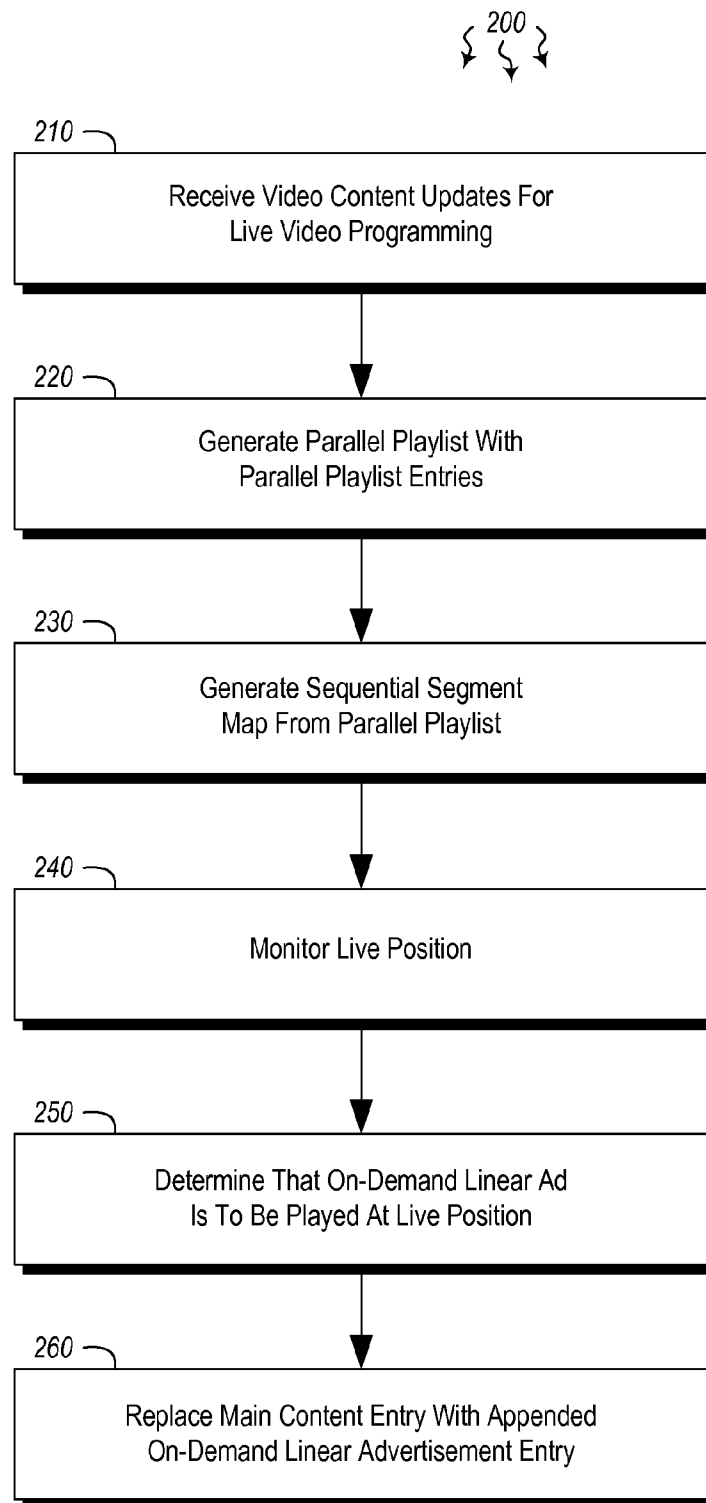 200
210
Receive Video Content Updates For
Live Video Programming
220
Generate Parallel Playlist With
Parallel Playlist Entries
230
Generate Sequential Segment
Map From Parallel Playlist
240
Monitor Live Position
250
Determine That On-Demand Linear Ad
Is To Be Played At Live Position
260
Replace Main Content Entry With Appended
On-Demand Linear Advertisement Entry